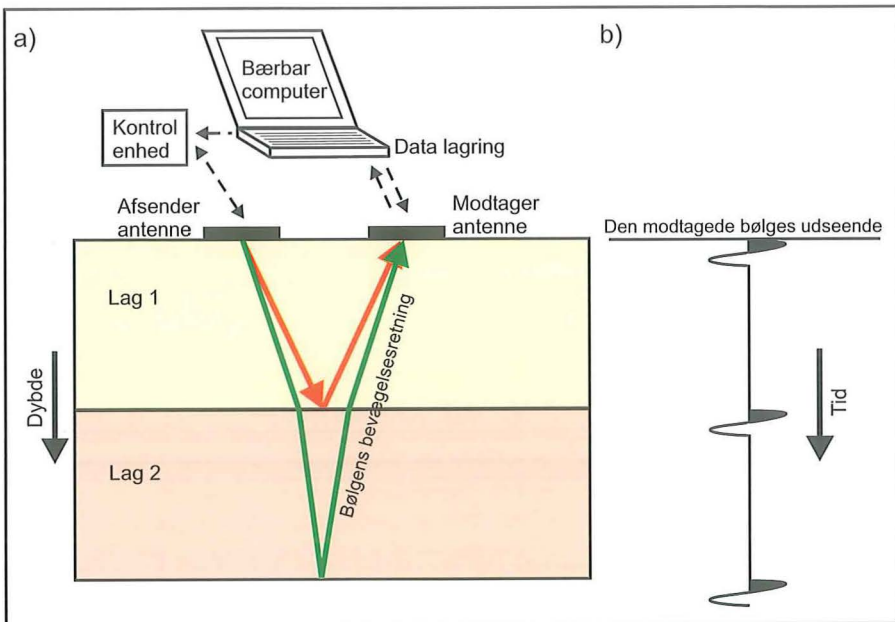 a)
Bærbar
computer
Kontrol
enhed
Data lagring
Afsender
antenne
Modtager
antenne
Lag 1
Lag 2
Dybde
Bølgens bevægelsesretning
b)
Den modtagede bølges udseende
Tid